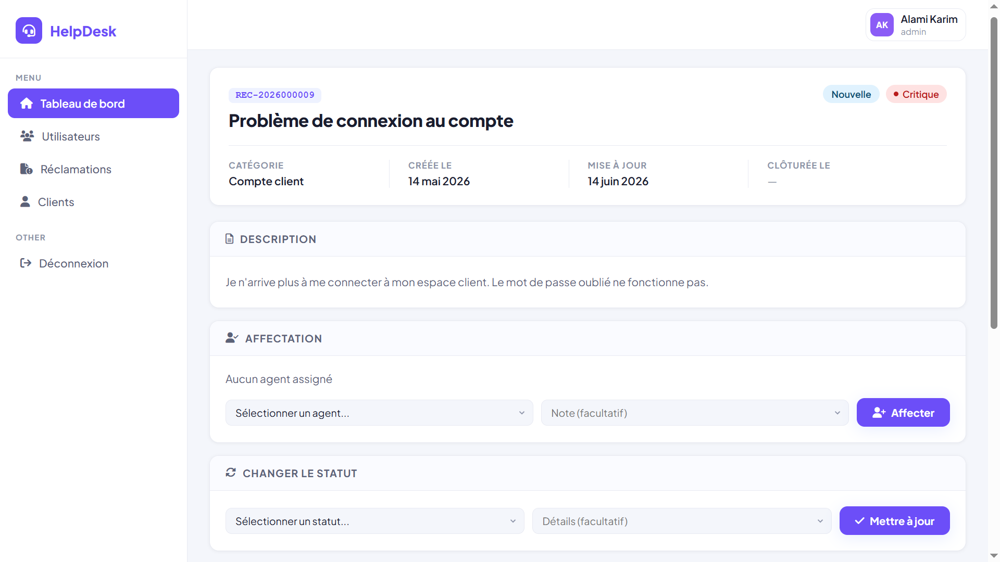 HelpDesk
Alami Karim
AK
admin
MENU
Tableau de bord
Utilisateurs
Réclamations
Clients
OTHER
Déconnexion
REC-2026000009
Nouvelle
Critique
Problème de connexion au compte
CATÉGORIE
CRÉÉE LE
MISE À JOUR
CLÔTURÉE LE
Compte client
14 mai 2026
14 juin 2026
—
DESCRIPTION
Je n'arrive plus à me connecter à mon espace client. Le mot de passe oublié ne fonctionne pas.
AFFECTATION
Aucun agent assigné
Sélectionner un agent...
Note (facultatif)
Affecter
CHANGER LE STATUT
Sélectionner un statut...
Détails (facultatif)
Mettre à jour